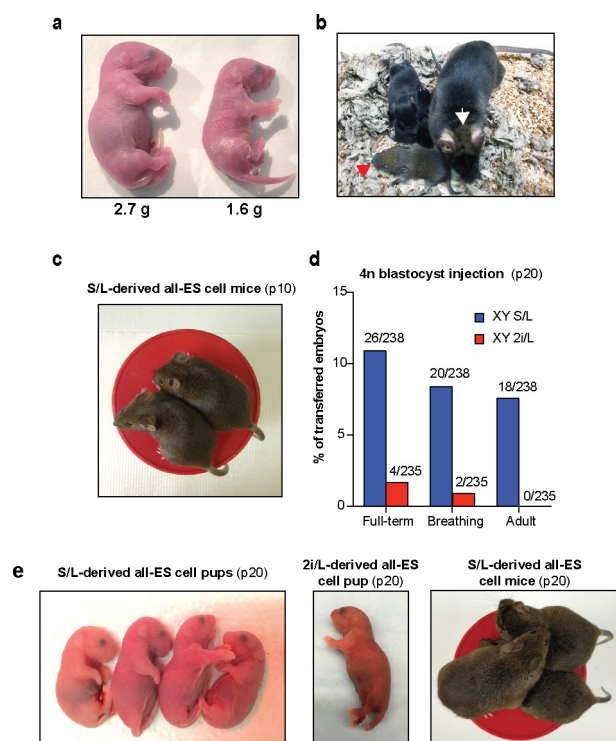 a
b
2.7 g
1.6 g
c
S/L-derived all-ES cell mice (p10)
d
4n blastocyst injection (p20)
% of transferred embryos
15
10
5
0
XY S/L
XY 2i/L
26/238
20/238
18/238
4/235
2/235
0/235
Full-term
Breathing
Adult
e
S/L-derived all-ES cell pups (p20)
2i/L-derived all-ES
cell pup (p20)
S/L-derived all-ES
cell mice (p20)